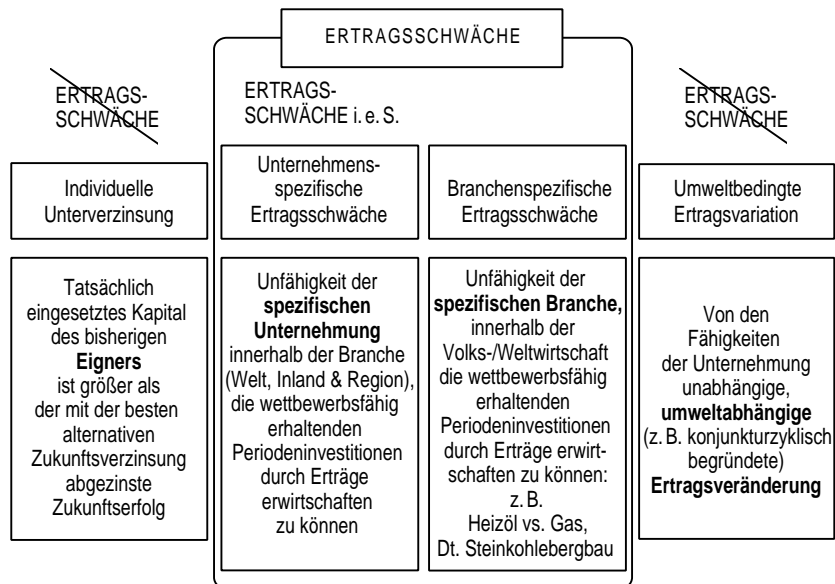 ERTRAGSSCHWÄCHE
ERTRAGS-
SCHWÄCHE
ERTRAGS-
SCHWÄCHE i. e. S.
ERTRAGS-
SCHWÄCHE
Individuelle
Unterverzinsung
Unternehmens-
spezifische
Ertragsschwäche
Branchenspezifische
Ertragsschwäche
Umweltbedingte
Ertragsvariation
Tatsächlich
eingesetztes Kapital
des bisherigen
Eigners
ist größer als
der mit der besten
alternativen
Zukunftsverzinsung
abgezinste
Zukunftserfolg
Unfähigkeit der
spezifischen
Unternehmung
innerhalb der Branche
(Welt, Inland & Region),
die wettbewerbsfähig
erhaltenden
Periodeninvestitionen
durch Erträge
erwirtschaften
zu können
Unfähigkeit der
spezifischen Branche,
innerhalb der
Volks-/Weltwirtschaft
die wettbewerbsfähig
erhaltenden
Periodeninvestitionen
durch Erträge erwirt-
schaften zu können:
z. B.
Heizöl vs. Gas,
Dt. Steinkohlebergbau
Von den
Fähigkeiten
der Unternehmung
unabhängige,
umweltabhängige
(z. B. konjunkturzyklisch
begründete)
Ertragsveränderung